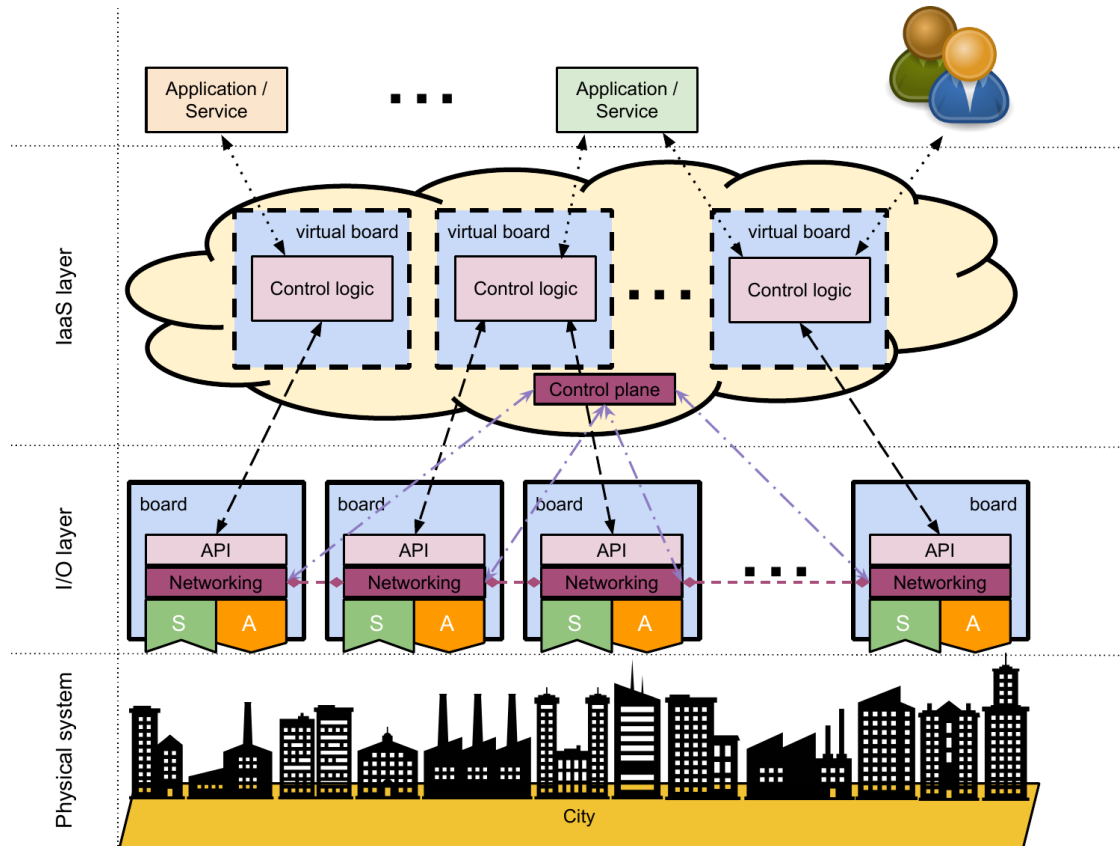 Application /
Service
Application /
Service
IaaS layer
virtual board
virtual board
virtual board
Control logic
Control logic
Control logic
Control plane
I/O layer
board
board
board
board
API
API
API
API
Networking
Networking
Networking
Networking
S
A
S
A
S
A
S
A
Physical system
City